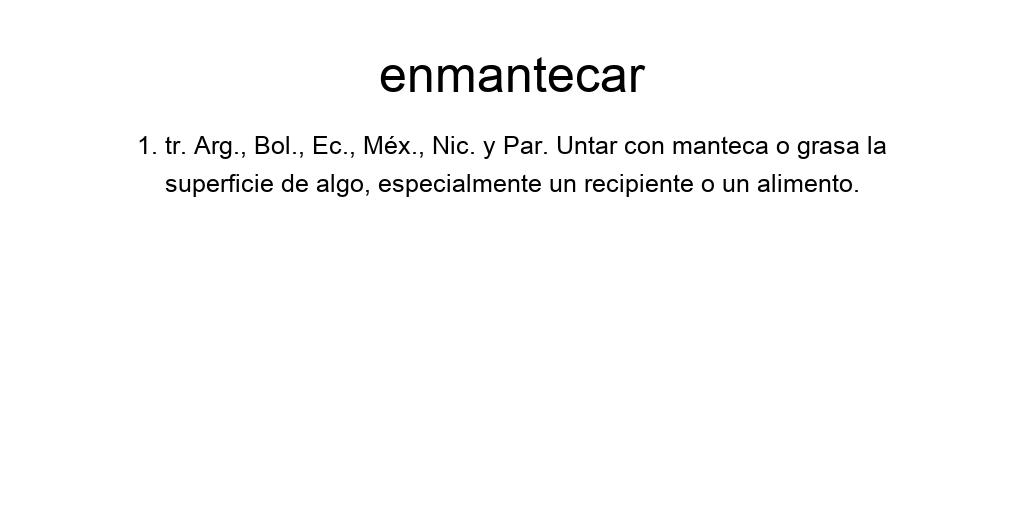 enmantecar
1. tr. Arg., Bol., Ec., Méx., Nic. y Par. Untar con manteca o grasa la
superficie de algo, especialmente un recipiente o un alimento.